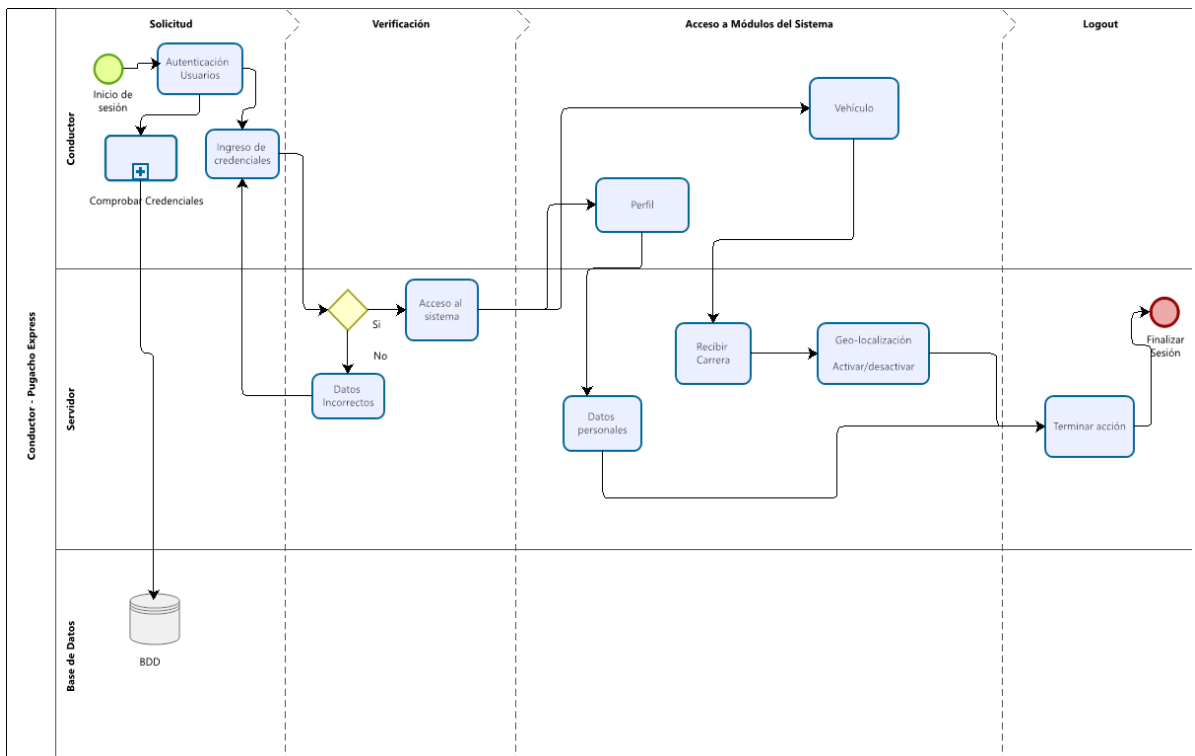 Solicitud
Verificación
Acceso a Módulos del Sistema
Logout
Conductor - Pugacho Express
Conductor
Inicio de
sesión
Autenticación
Usuarios
Comprobar Credenciales
Ingreso de
credenciales
Perfil
Vehículo
Servidor
Si
No
Acceso al
sistema
Datos
Incorrectos
Datos
personales
Recibir
Carrera
Geo-localización
Activar/desactivar
Terminar acción
Finalizar
Sesión
Base de Datos
BDD